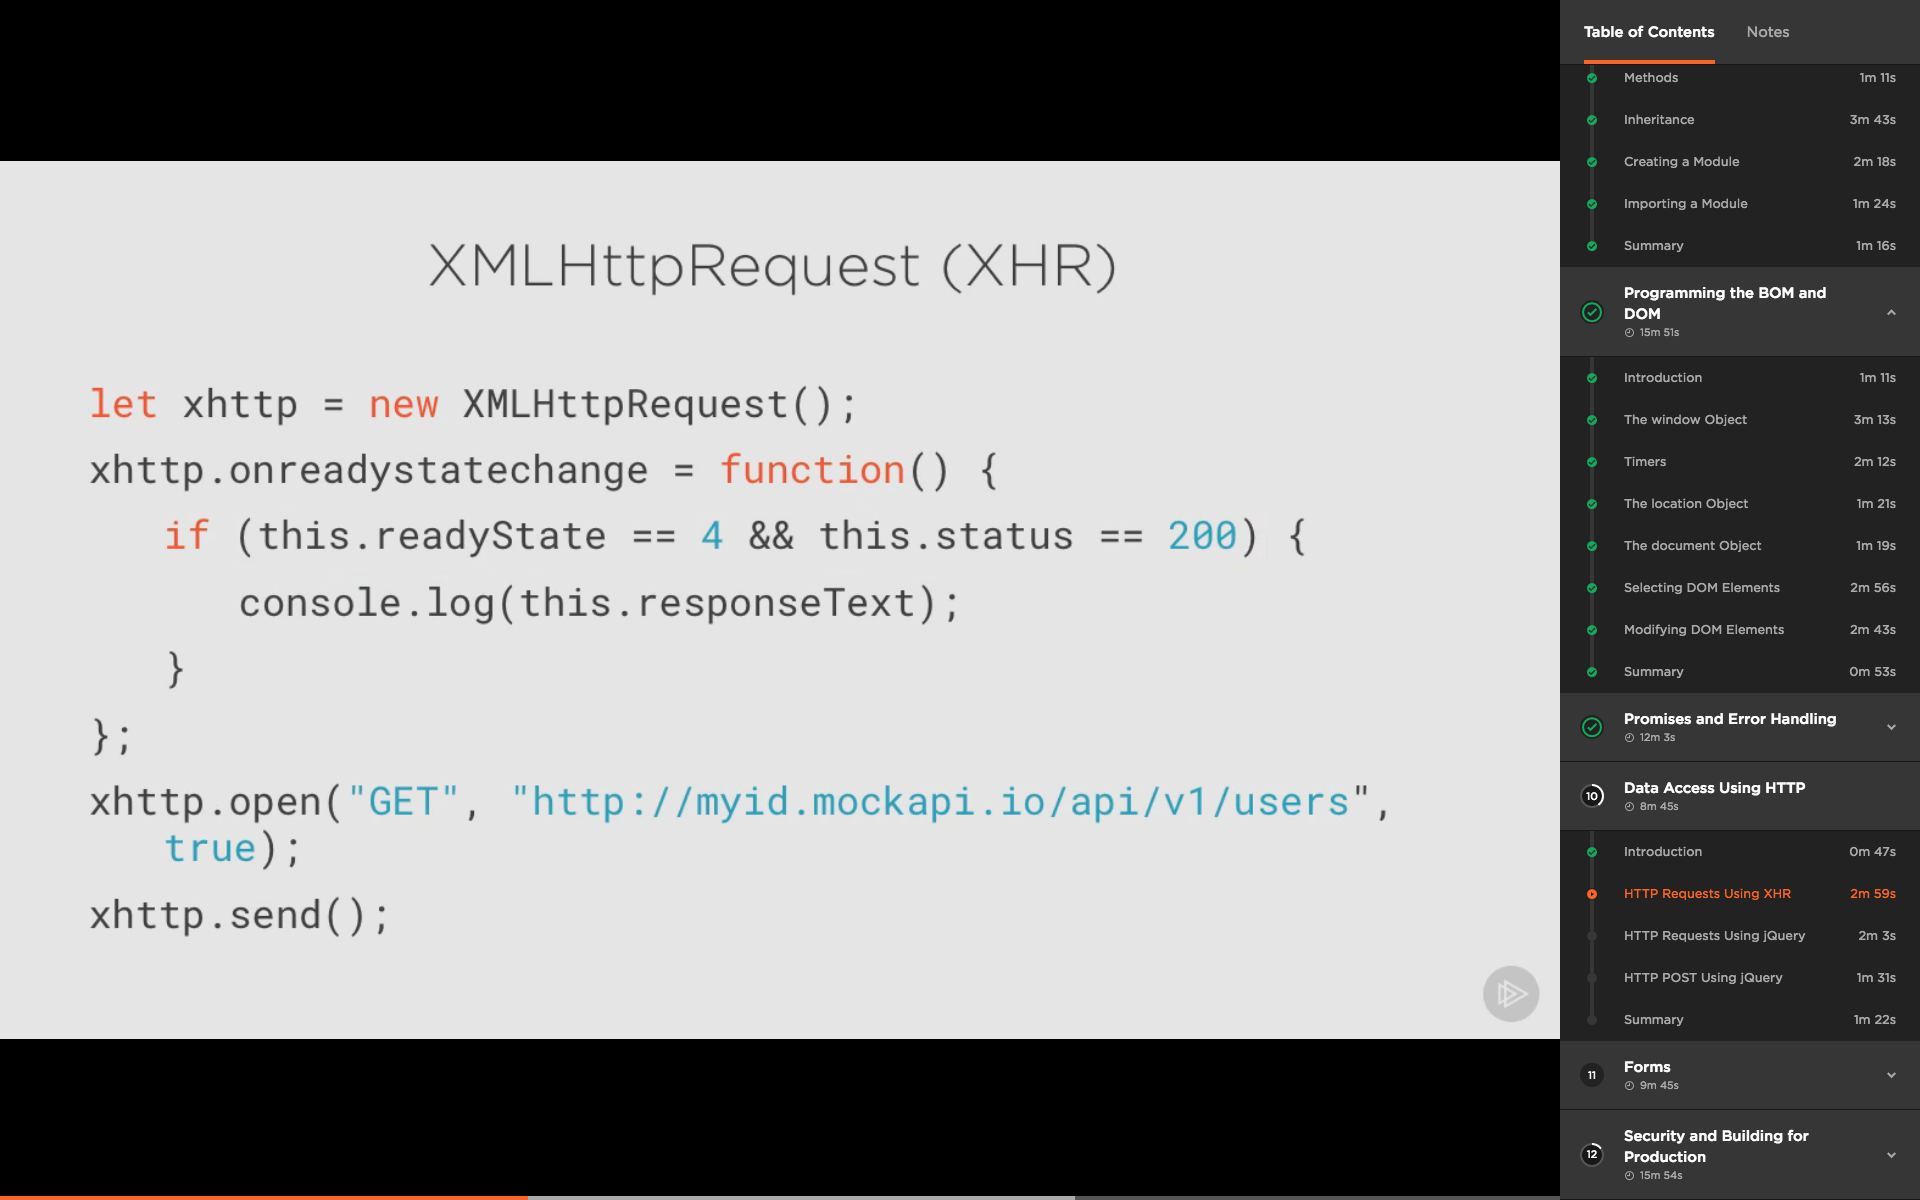 XMLHttpRequest (XHR)
let xhttp = new XMLHttpRequest();
xhttp.onreadystatechange = function() {
if (this.readyState == 4 && this.status == 200) {
console.log(this.responseText);
}
};
xhttp.open("GET", "http://myid.mockapi.io/api/v1/users",
true);
xhttp.send();
Table of Contents
Notes
Methods 1m 11s
Inheritance 3m 43s
Creating a Module 2m 18s
Importing a Module 1m 24s
Summary 1m 16s
Programming the BOM and
DOM
15m 51s
Introduction 1m 11s
The window Object 3m 13s
Timers 2m 12s
The location Object 1m 21s
The document Object 1m 19s
Selecting DOM Elements 2m 56s
Modifying DOM Elements 2m 43s
Summary 0m 53s
Promises and Error Handling
12m 3s
10 Data Access Using HTTP
8m 45s
Introduction 0m 47s
HTTP Requests Using XHR 2m 59s
HTTP Requests Using jQuery 2m 3s
HTTP POST Using jQuery 1m 31s
Summary 1m 22s
11 Forms
9m 45s
12 Security and Building for
Production
15m 54s